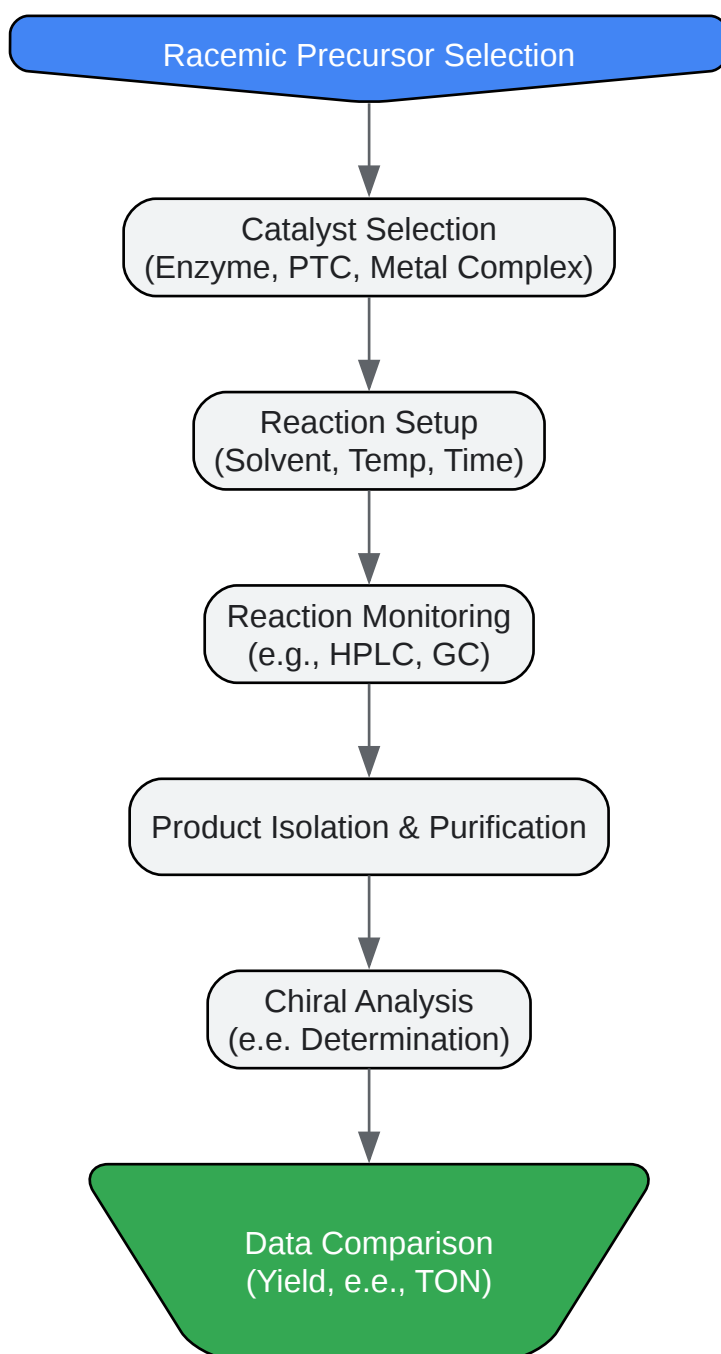 Racemic Precursor Selection
Catalyst Selection
(Enzyme, PTC, Metal Complex)
Reaction Setup
(Solvent, Temp, Time)
Reaction Monitoring
(e.g., HPLC, GC)
Product Isolation & Purification
Chiral Analysis
(e.e. Determination)
Data Comparison
(Yield, e.e., TON)